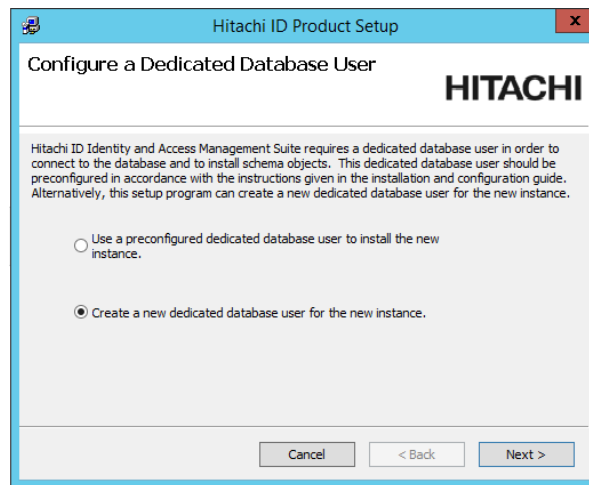 Hitachi ID Product Setup
x
Configure a Dedicated Database User
HITACHI
Hitachi ID Identity and Access Management Suite requires a dedicated database user in order to
connect to the database and to install schema objects. This dedicated database user should be
preconfigured in accordance with the instructions given in the installation and configuration guide.
Alternatively, this setup program can create a new dedicated database user for the new instance.
Use a preconfigured dedicated database user to install the new
instance.
Create a new dedicated database user for the new instance.
Cancel < Back Next >